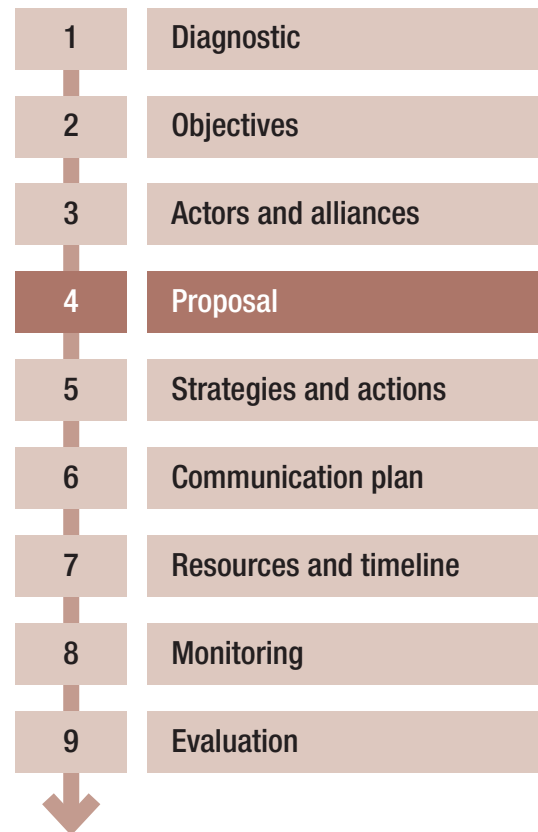 1 Diagnostic
2 Objectives
3 Actors and alliances
4 Proposal
5 Strategies and actions
6 Communication plan
7 Resources and timeline
8 Monitoring
9 Evaluation